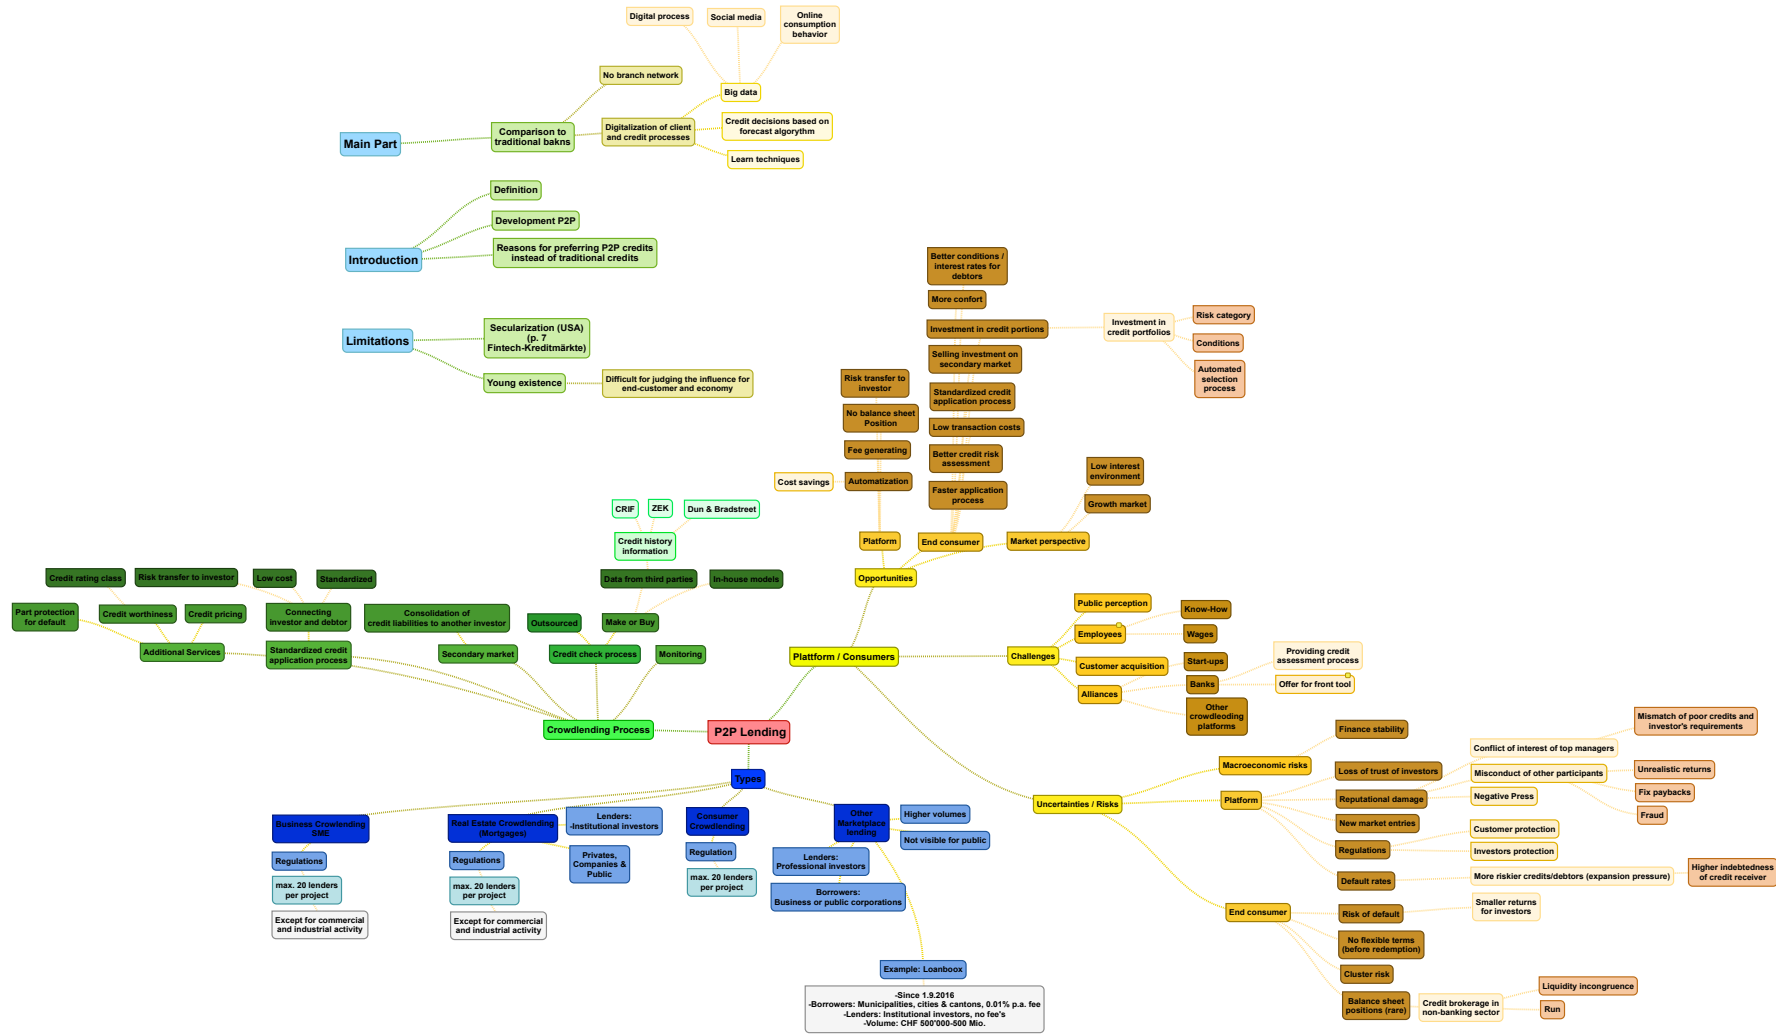 Digital process
Social media
Online
consumption
behavior
No branch network
Big data
Main Part
Comparison to
traditional bakns
Digitalization of client
and credit processes
Credit decisions based on
forecast algorythm
Learn techniques
Definition
Development P2P
Introduction
Reasons for preferring P2P credits
instead of traditional credits
Limitations
Secularization (USA)
(p. 7
Fintech-Kreditmärkte)
Young existence
Difficult for judging the influence for
end-customer and economy
Better conditions /
interest rates for
debtors
More confort
Investment in credit portions
Investment in
credit portfolios
Risk category
Conditions
Automated
selection
process
Selling investment on
secondary market
Standardized credit
application process
Low transaction costs
Better credit risk
assessment
Faster application
process
Risk transfer to
investor
No balance sheet
Position
Fee generating
Cost savings
Automatization
Low interest
environment
Growth market
Platform
End consumer
Market perspective
Opportunities
CRIF
ZEK
Dun & Bradstreet
Credit history
information
Data from third parties
In-house models
Credit rating class
Risk transfer to investor
Low cost
Standardized
Part protection
for default
Credit worthiness
Credit pricing
Connecting
investor and debtor
Consolidation of
credit liabilities to another investor
Outsourced
Make or Buy
Additional Services
Standardized credit
application process
Secondary market
Credit check process
Monitoring
Crowdlending Process
P2P Lending
Plattform / Consumers
Public perception
Employees
Know-How
Wages
Challenges
Customer acquisition
Alliances
Start-ups
Banks
Providing credit
assessment process
Offer for front tool
Other
crowdleoding
platforms
Finance stability
Macroeconomic risks
Uncertainties / Risks
Platform
Loss of trust of investors
Reputational damage
New market entries
Regulations
Default rates
Conflict of interest of top managers
Mismatch of poor credits and
investor's requirements
Misconduct of other participants
Negative Press
Unrealistic returns
Fix paybacks
Fraud
Customer protection
Investors protection
More riskier credits/debtors (expansion pressure)
Higher indebtedness
of credit receiver
End consumer
Risk of default
Smaller returns
for investors
No flexible terms
(before redemption)
Cluster risk
Balance sheet
positions (rare)
Credit brokerage in
non-banking sector
Liquidity incongruence
Run
Types
Business Crowlending
SME
Regulations
max. 20 lenders
per project
Except for commercial
and industrial activity
Real Estate Crowdlending
(Mortgages)
Lenders:
-Institutional investors
Privates,
Companies &
Public
Regulations
max. 20 lenders
per project
Except for commercial
and industrial activity
Consumer
Crowdlending
Regulation
max. 20 lenders
per project
Other
Marketplace
lending
Higher volumes
Not visible for public
Lenders:
Professional investors
Borrowers:
Business or public corporations
Example: Loanboox
-Since 1.9.2016
-Borrowers: Municipalities, cities & cantons, 0.01% p.a. fee
-Lenders: Institutional investors, no fee's
-Volume: CHF 500'000-500 Mio.